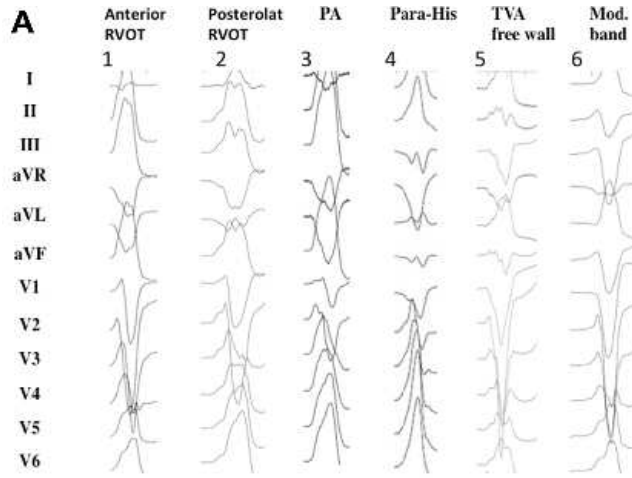 A
Anterior RVOT
Posterolat RVOT
PA
Para-His
TVA free wall
Mod. band
1
2
3
4
5
6
I
II
III
aVR
aVL
aVF
V1
V2
V3
V4
V5
V6